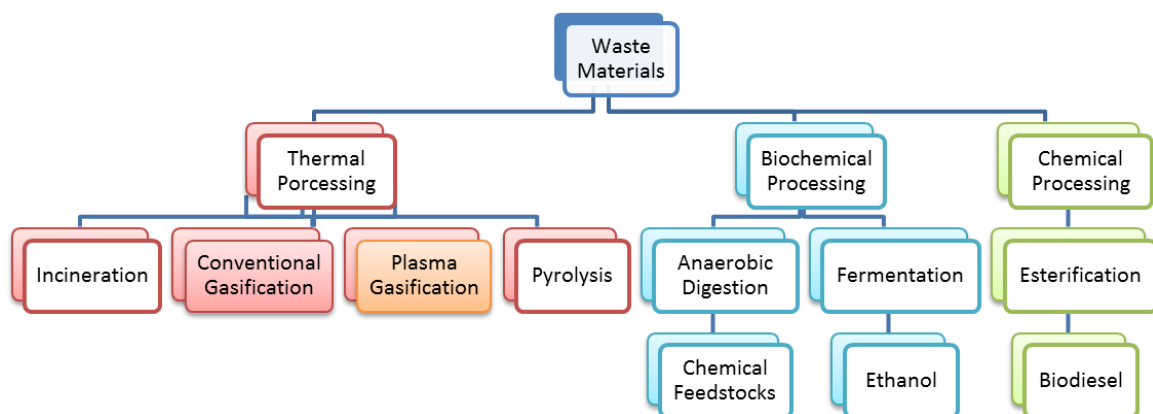 Waste
Materials
Thermal
Porcessing
Biochemical
Processing
Chemical
Processing
Incineration
Conventional
Gasification
Plasma
Gasification
Pyrolysis
Anaerobic
Digestion
Fermentation
Esterification
Chemical
Feedstocks
Ethanol
Biodiesel